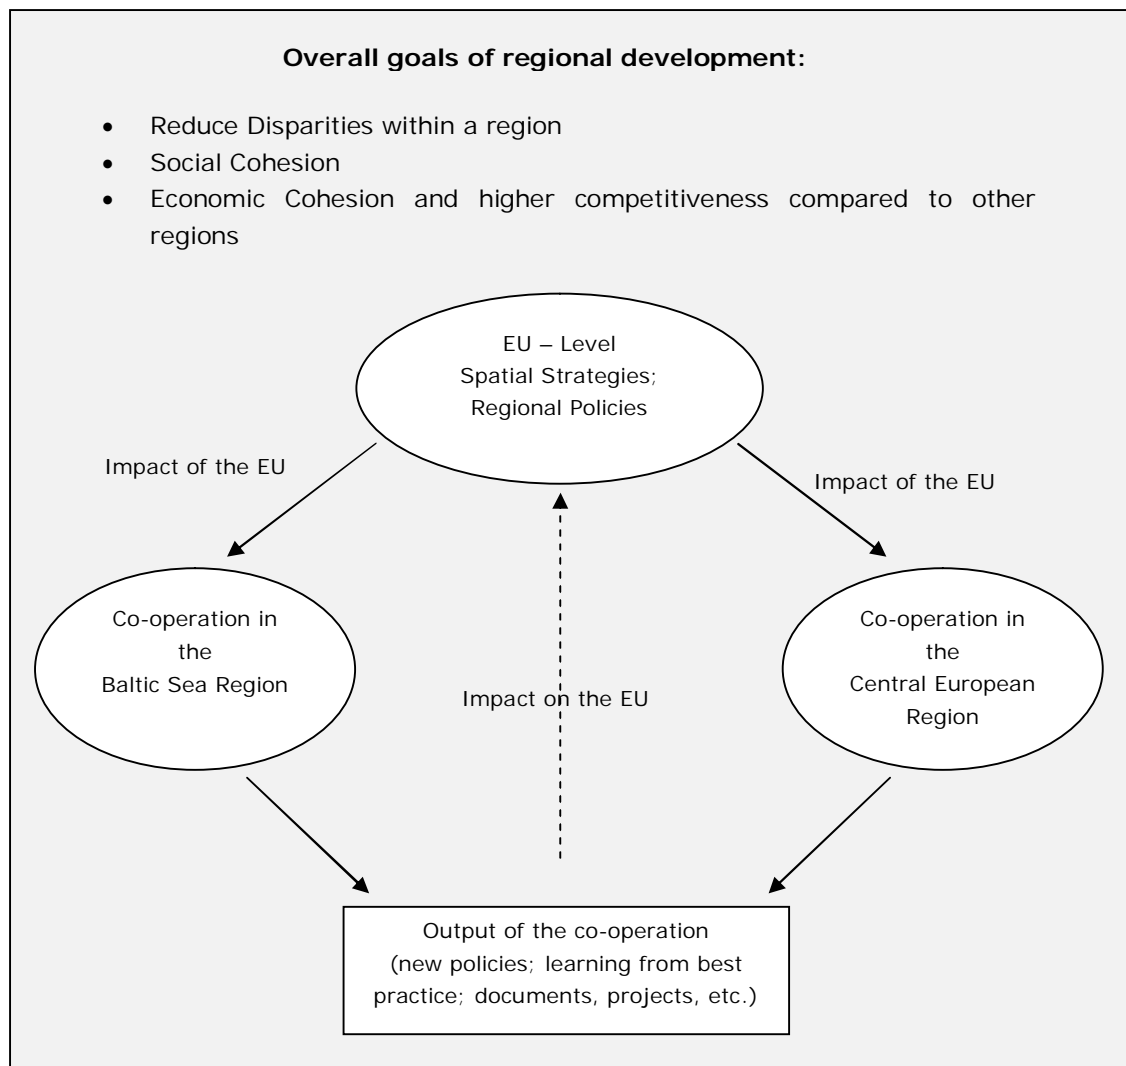 Overall goals of regional development:
• Reduce Disparities within a region
• Social Cohesion
• Economic Cohesion and higher competitiveness compared to other
regions
EU – Level
Spatial Strategies;
Regional Policies
Impact of the EU
Impact of the EU
Co-operation in
the
Baltic Sea Region
Co-operation in
the
Central European
Region
Impact on the EU
Output of the co-operation
(new policies; learning from best
practice; documents, projects, etc.)